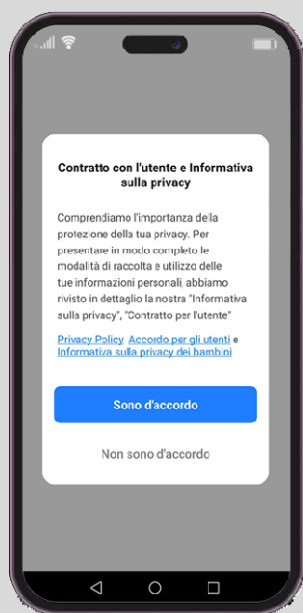 Contratto con l'utente e Informativa
sulla privacy
Comprendiamo l'importanza della
protezione della tua privacy. Per
presentare in modo completo le
modalità di raccolta e utilizzo delle
tue informazioni personali, abbiamo
rivisto in dettaglio la nostra "Informativa
sulla privacy", "Contratto per l'utente"
Privacy Policy Accordo per gli utenti e
Informativa sulla privacy dei bambini
Sono d'accordo
Non sono d'accordo